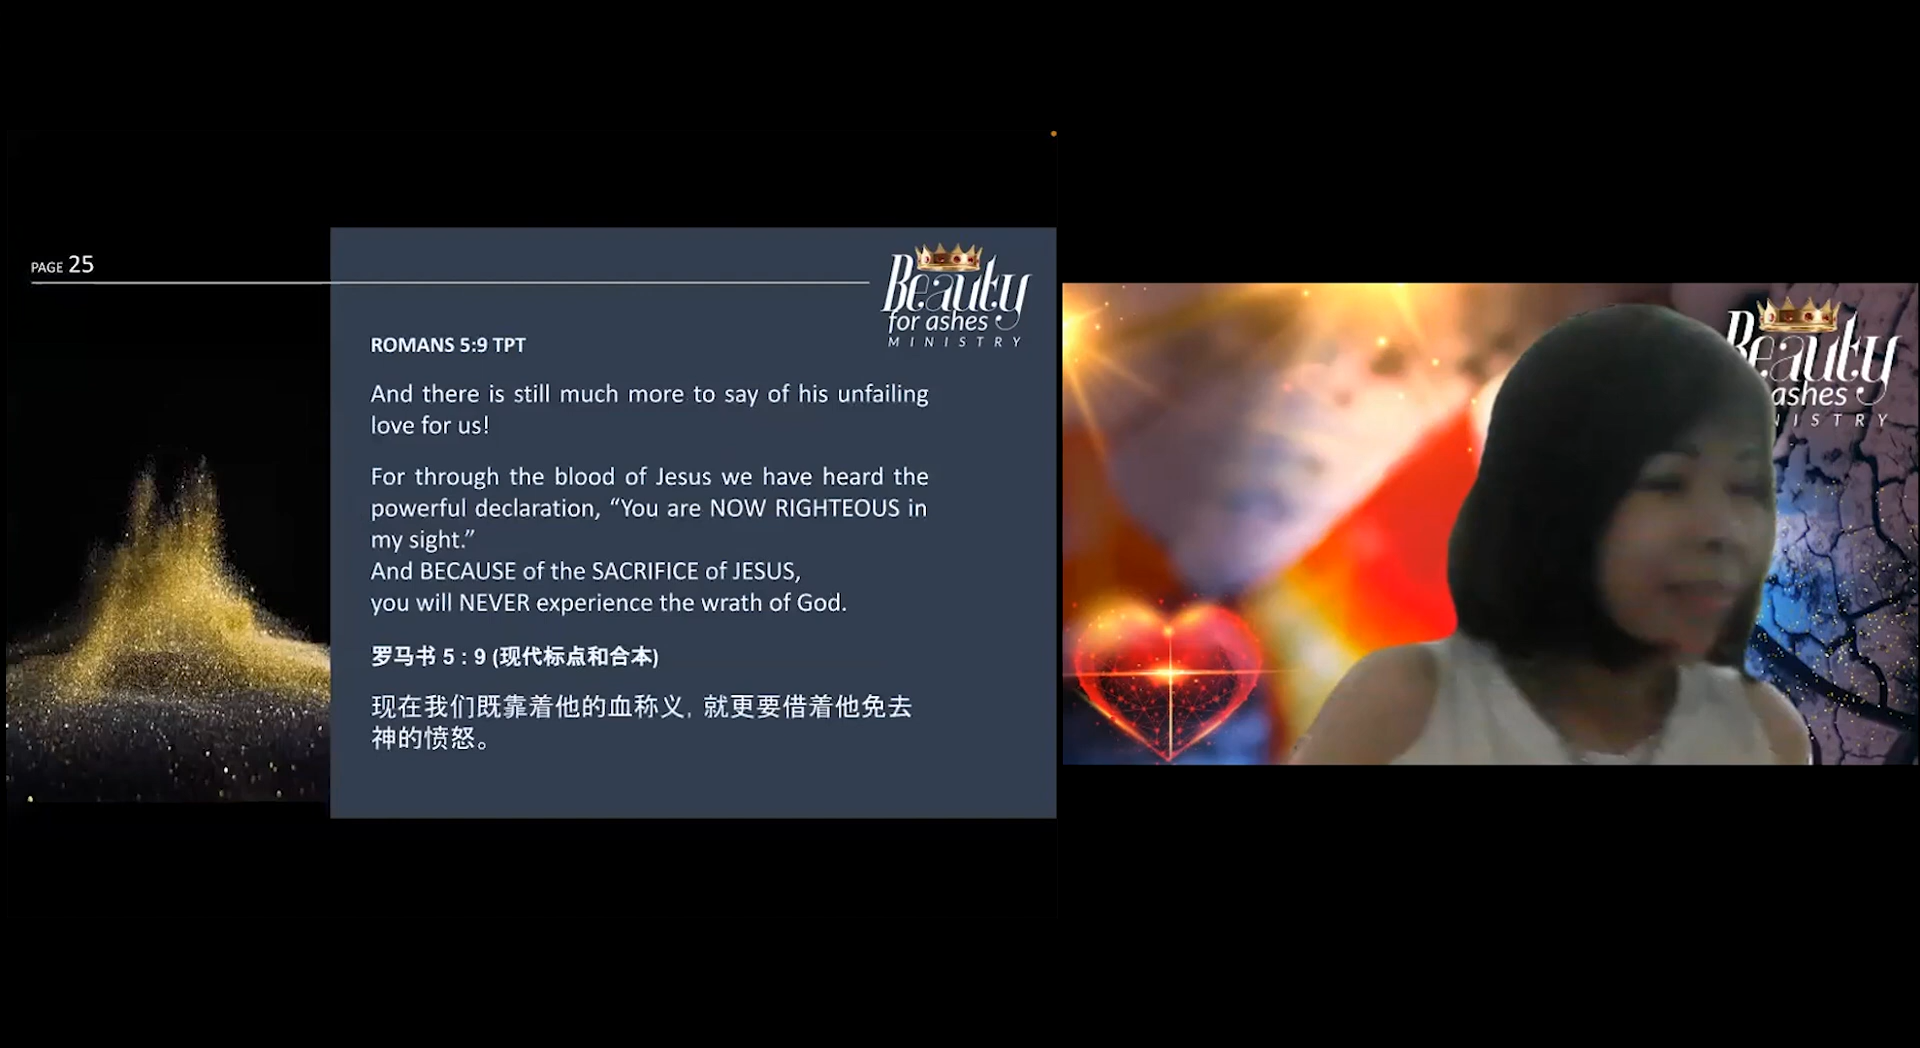 PAGE 25
Beauty
for ashes
MINISTRY
ROMANS 5:9 TPT
And there is still much more to say of his unfailing
love for us!
For through the blood of Jesus we have heard the
powerful declaration, “You are NOW RIGHTEOUS in
my sight.”
And BECAUSE of the SACRIFICE of JESUS,
you will NEVER experience the wrath of God.
罗马书 5 : 9 (现代标点和合本)
现在我们既靠着他的血称义, 就更要借着他免去
神的愤怒。
Beauty
ashes
NISTRY